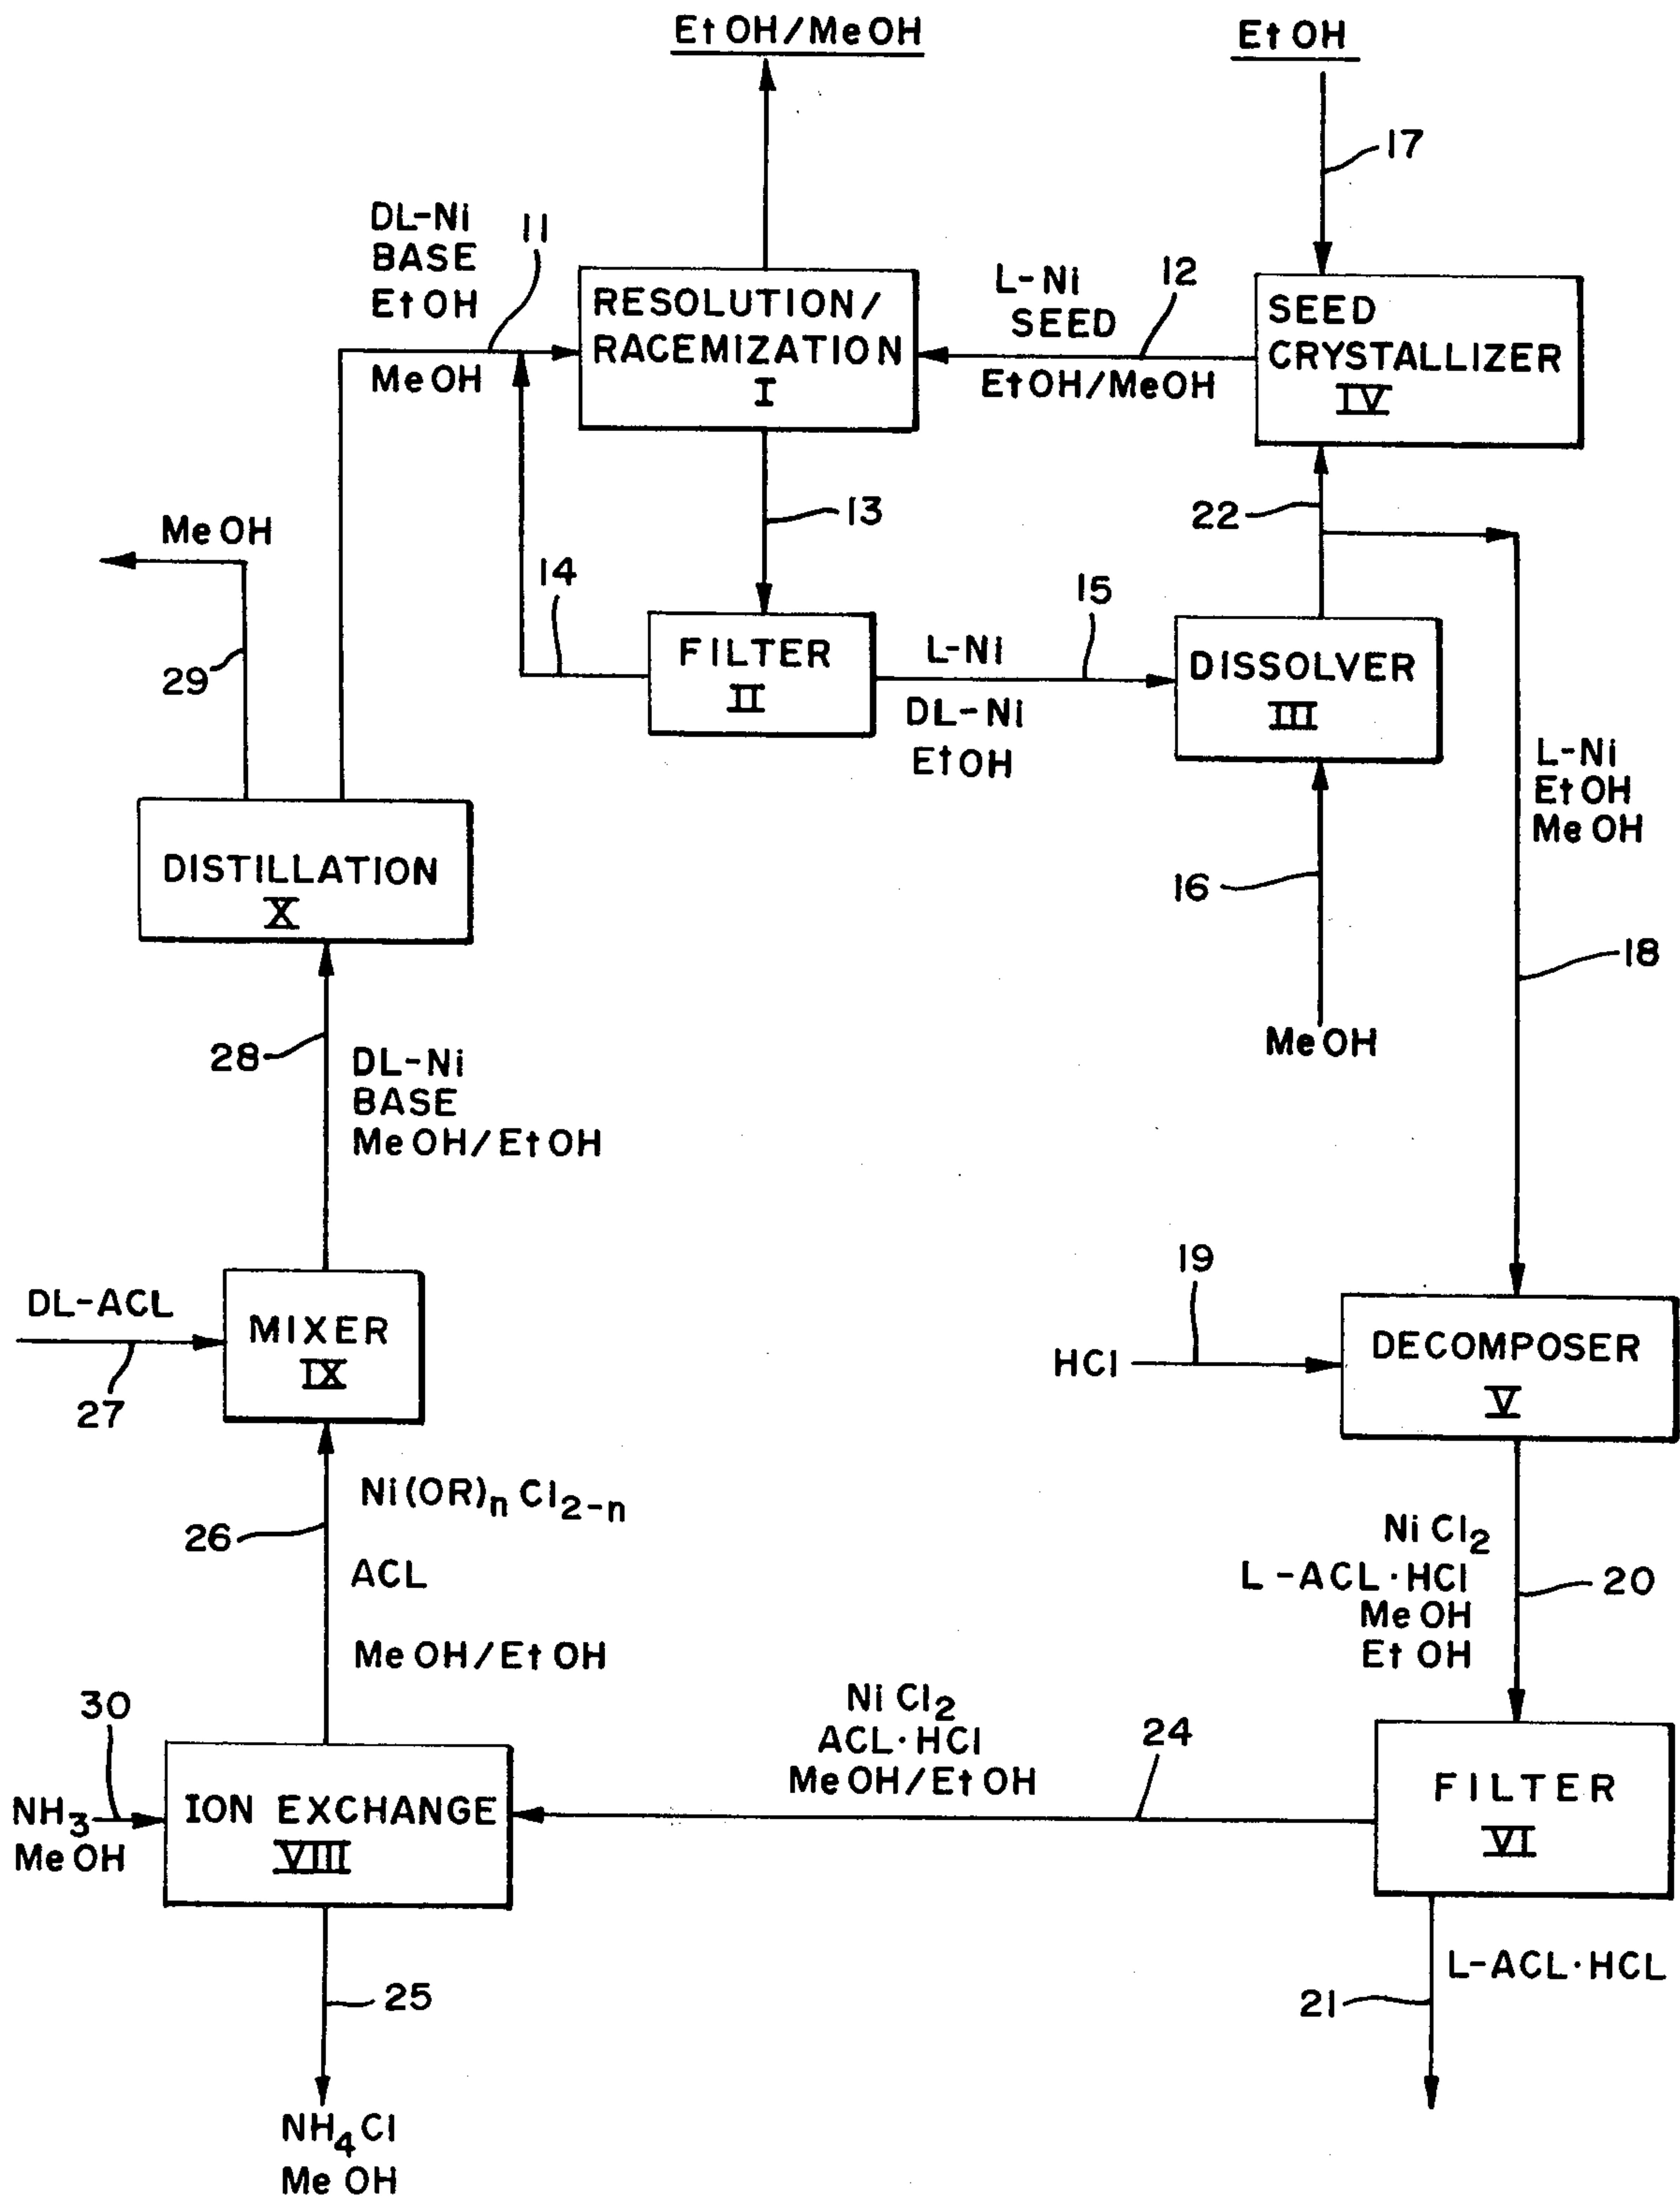 EtOH/MeOH
EtOH
17
DL-Ni
BASE
EtOH
11
MeOH
RESOLUTION/
RACEMIZATION
I
L-Ni
SEED
12
EtOH/MeOH
SEED
CRYSTALLIZER
IV
13
22
MeOH
14
15
29
FILTER
II
L-Ni
DL-Ni
EtOH
DISSOLVER
III
L-Ni
EtOH
MeOH
DISTILLATION
X
16
18
MeOH
28
DL-Ni
BASE
MeOH/EtOH
19
DL-ACL
27
MIXER
IX
HCl
DECOMPOSER
V
Ni(OR)nCl2-n
26
ACL
MeOH/EtOH
NiCl2
L-ACL·HCl
MeOH
EtOH
20
30
NH3
MeOH
ION EXCHANGE
VIII
NiCl2
ACL·HCl
MeOH/EtOH
24
FILTER
VI
25
L-ACL·HCL
21
NH4Cl
MeOH